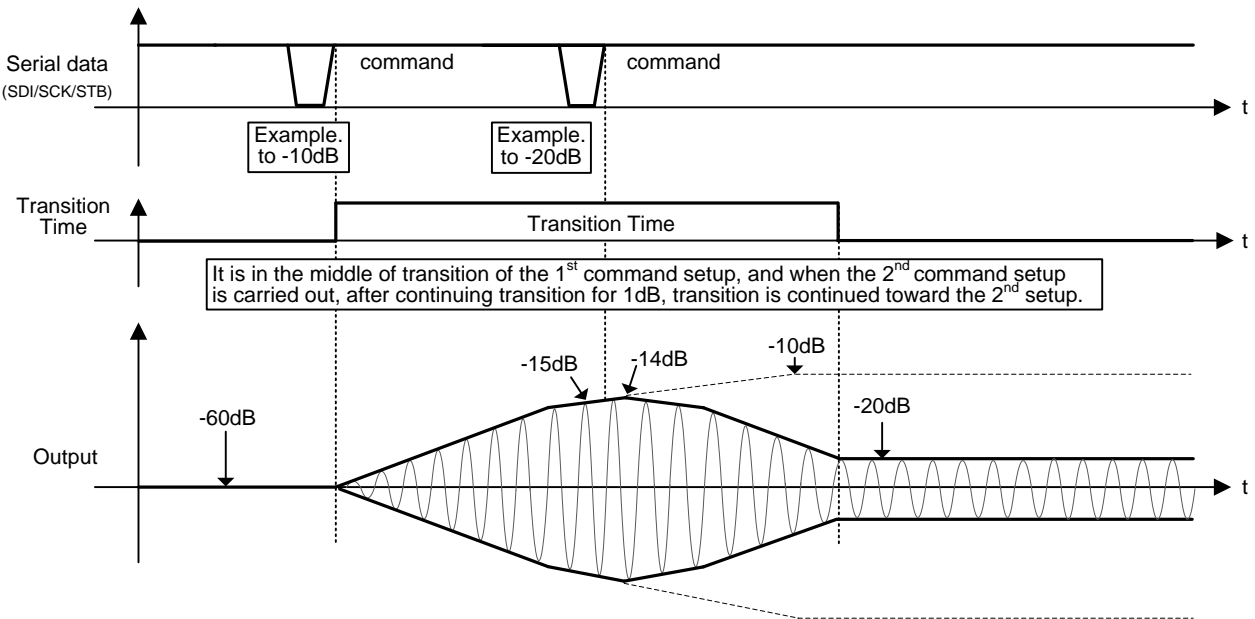 Serial data
(SDI/SCK/STB)
command
command
t
Example.
to -10dB
Example.
to -20dB
Transition
Time
Transition Time
t
It is in the middle of transition of the 1st command setup, and when the 2nd command setup
is carried out, after continuing transition for 1dB, transition is continued toward the 2nd setup.
-10dB
-15dB
-14dB
-60dB
-20dB
Output
t